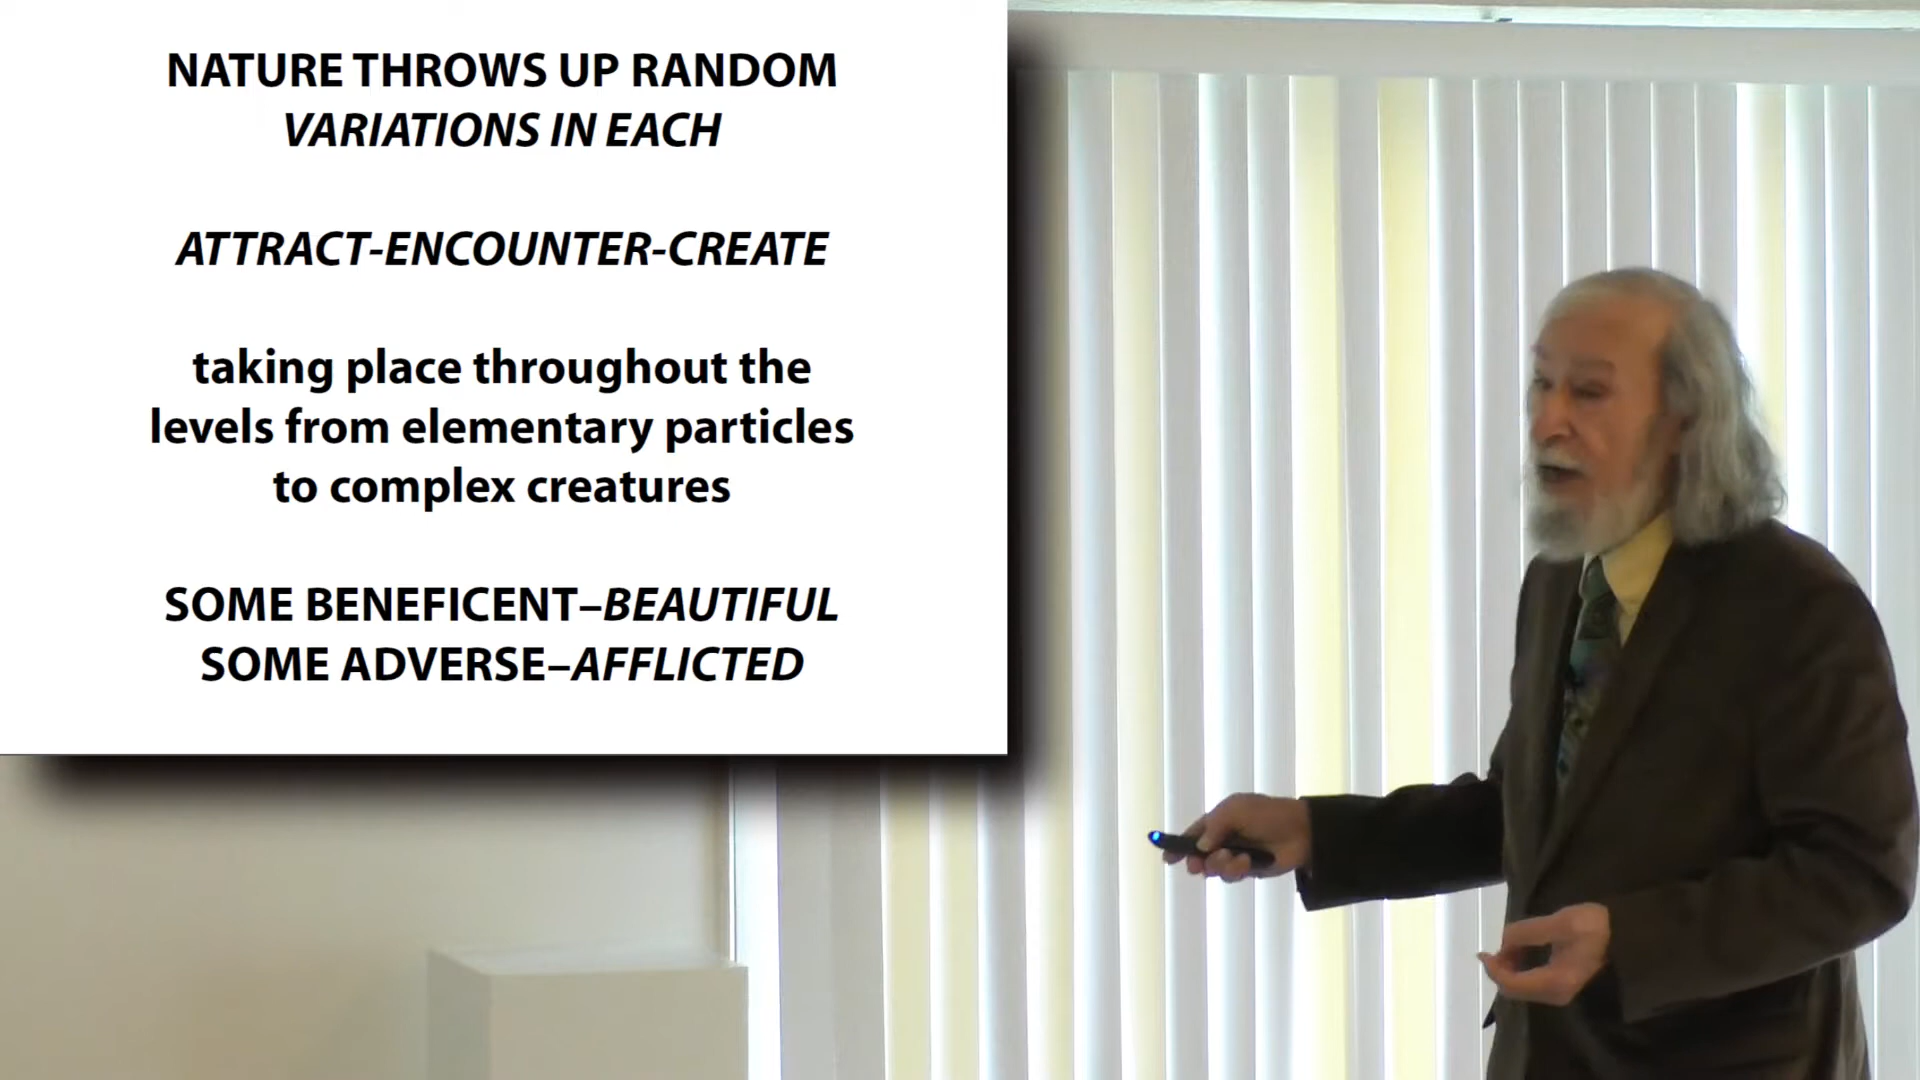 NATURE THROWS UP RANDOM
VARIATIONS IN EACH
ATTRACT-ENCOUNTER-CREATE
taking place throughout the
levels from elementary particles
to complex creatures
SOME BENEFICENT–BEAUTIFUL
SOME ADVERSE–AFFLICTED